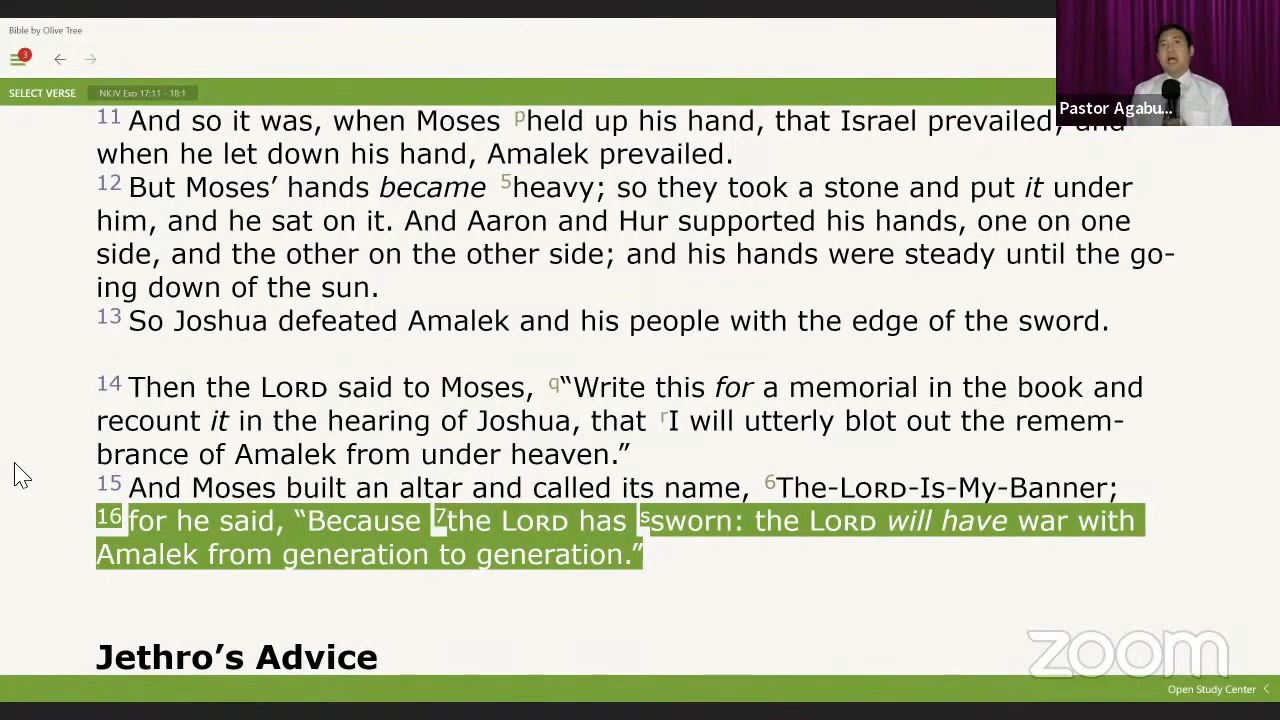 Bible by Olive Tree
3
SELECT VERSE NKJV Exo 17:11 - 18:1
Pastor Agabu...
11 And so it was, when Moses pheld up his hand, that Israel prevailed; and
when he let down his hand, Amalek prevailed.
12 But Moses’ hands became 5heavy; so they took a stone and put it under
him, and he sat on it. And Aaron and Hur supported his hands, one on one
side, and the other on the other side; and his hands were steady until the go-
ing down of the sun.
13 So Joshua defeated Amalek and his people with the edge of the sword.
14 Then the LORD said to Moses, q“Write this for a memorial in the book and
recount it in the hearing of Joshua, that rI will utterly blot out the remem-
brance of Amalek from under heaven.”
15 And Moses built an altar and called its name, 6The-LORD-Is-My-Banner;
16 for he said, “Because 7the LORD has ssworn: the LORD will have war with
Amalek from generation to generation.”
Jethro’s Advice
zoom
Open Study Center